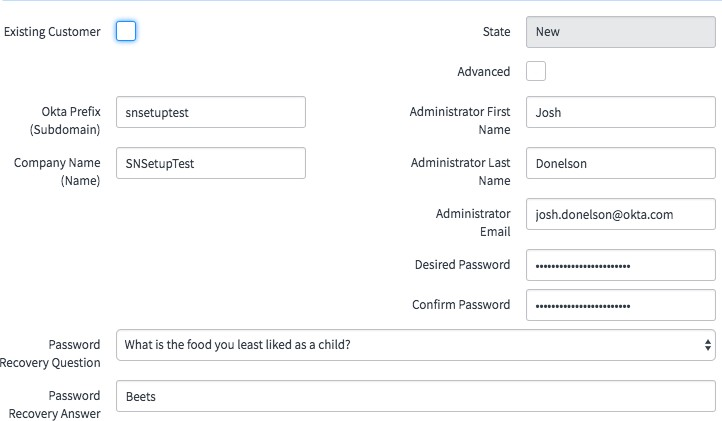 Existing Customer
State New
Advanced
Okta Prefix
(Subdomain) snsetuptest
Administrator First
Name Josh
Company Name
(Name) SNSetupTest
Administrator Last
Name Donelson
Administrator
Email josh.donelson@okta.com
Desired Password ••••••••••••••••••••••••
Confirm Password ••••••••••••••••••••••••
Password
Recovery Question What is the food you least liked as a child?
Password
Recovery Answer Beets